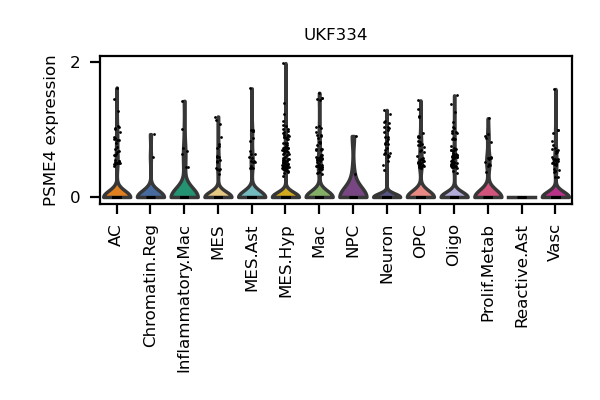 UKF334
PSME4 expression
2
0
AC
Chromatin.Reg
Inflammatory.Mac
MES
MES.Ast
MES.Hyp
Mac
NPC
Neuron
OPC
Oligo
Prolif.Metab
Reactive.Ast
Vasc